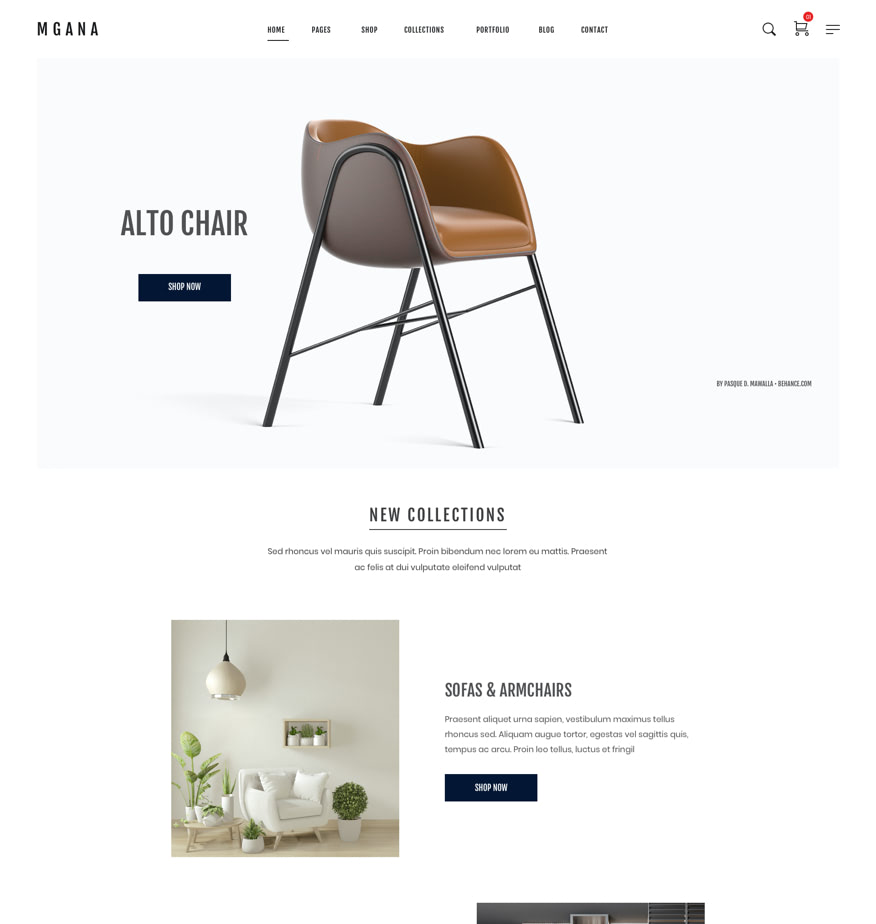 MGANA
HOME PAGES SHOP COLLECTIONS PORTFOLIO BLOG CONTACT
01
ALTO CHAIR
SHOP NOW
BY PASQUE D. MAWALLA • BEHANCE.COM
NEW COLLECTIONS
Sed rhoncus vel mauris quis suscipit. Proin bibendum nec lorem eu mattis. Praesent
ac felis at dui vulputate eleifend vulputat
SOFAS & ARMCHAIRS
Praesent aliquet urna sapien, vestibulum maximus tellus
rhoncus sed. Aliquam augue tortor, egestas vel sagittis quis,
tempus ac arcu. Proin leo tellus, luctus et fringil
SHOP NOW